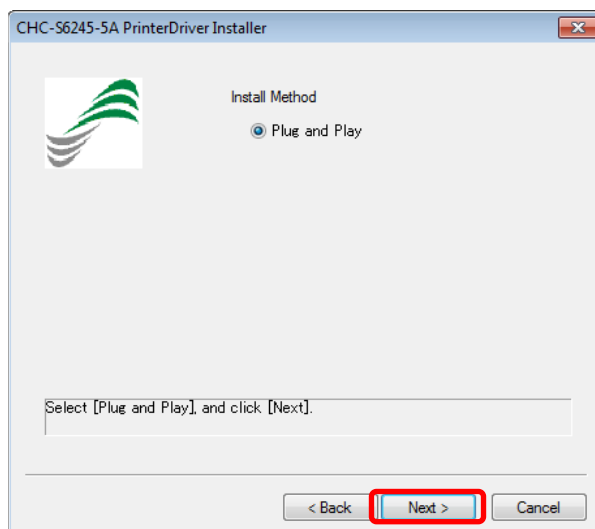 CHC-S6245-5A PrinterDriver Installer
Install Method
Plug and Play
Select [Plug and Play], and click [Next].
< Back
Next >
Cancel